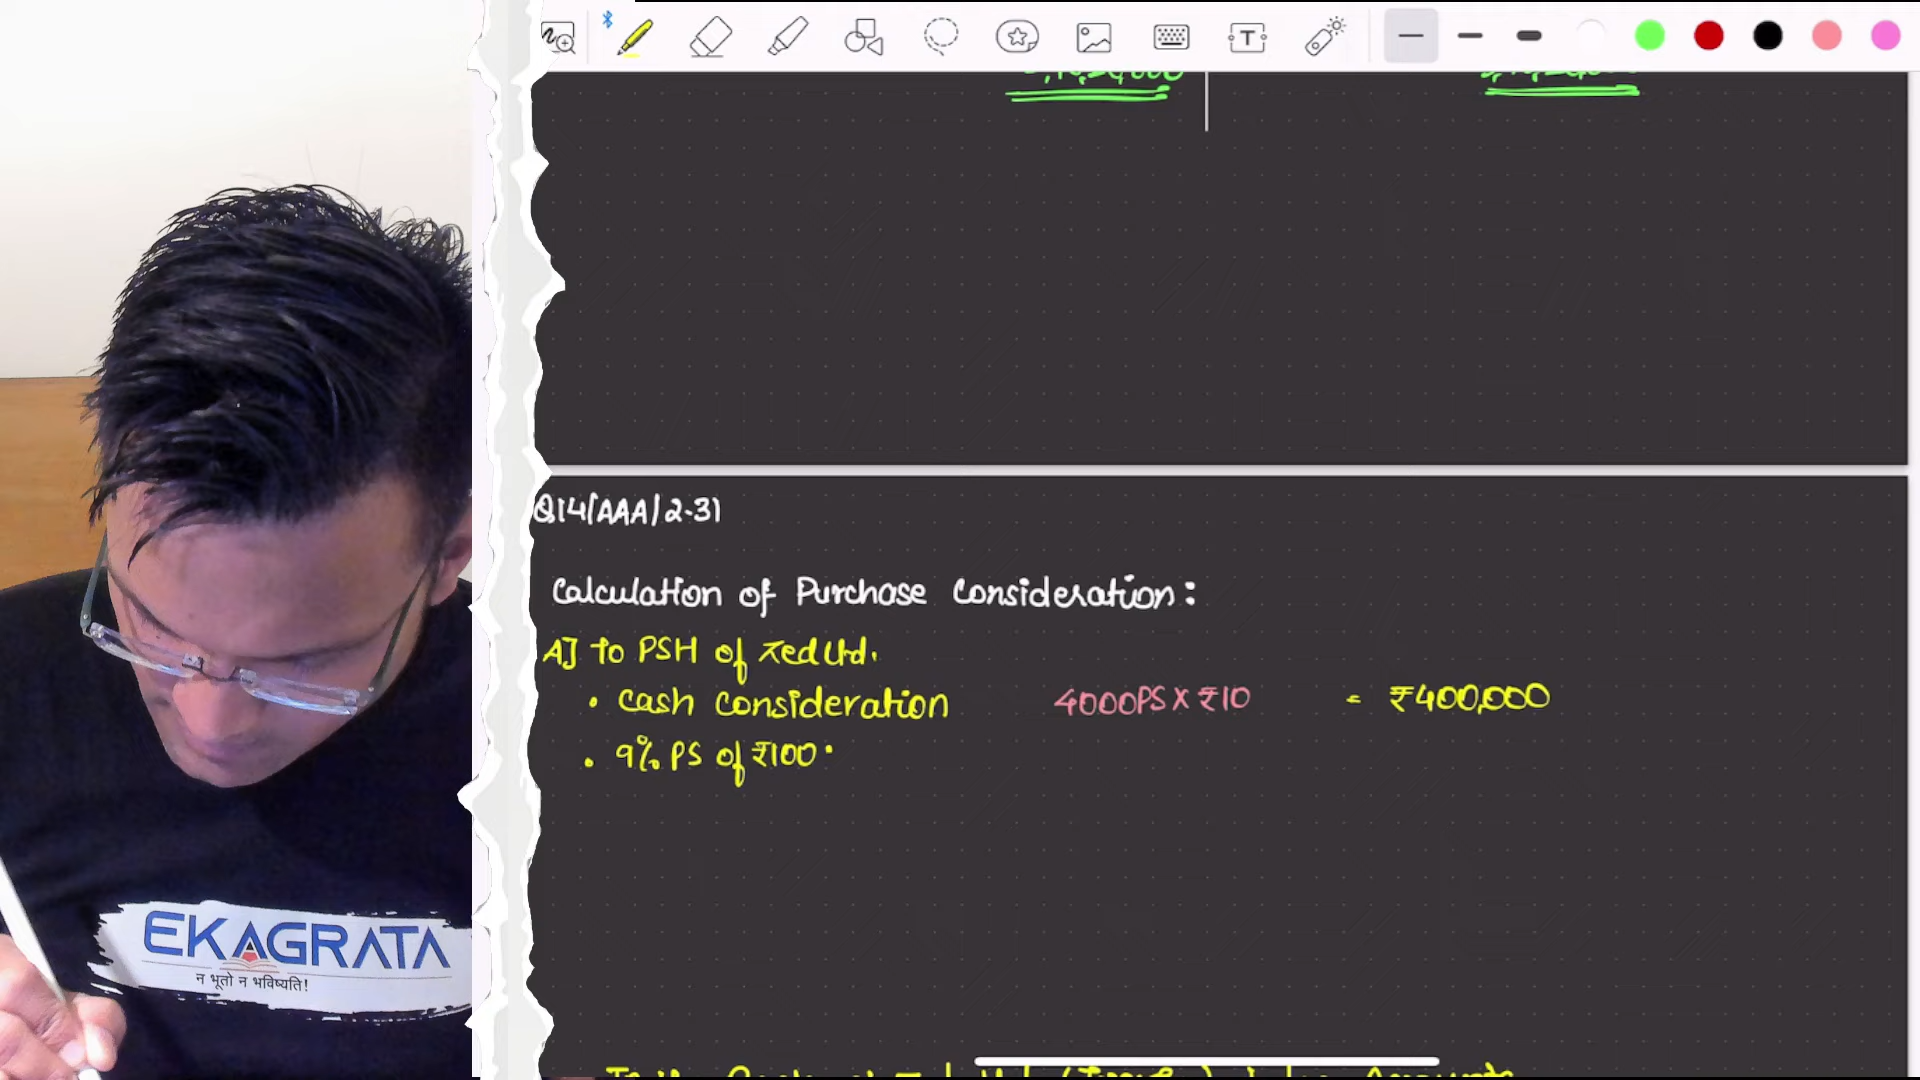 Q14/AAA/2.31
Calculation of Purchase Consideration:
A] To PSH of Zed Ltd.
• Cash consideration 4000PS X ₹10 = ₹400,000
• 9% PS of ₹100
EKAGRATA
न भूतो न भविष्यति!